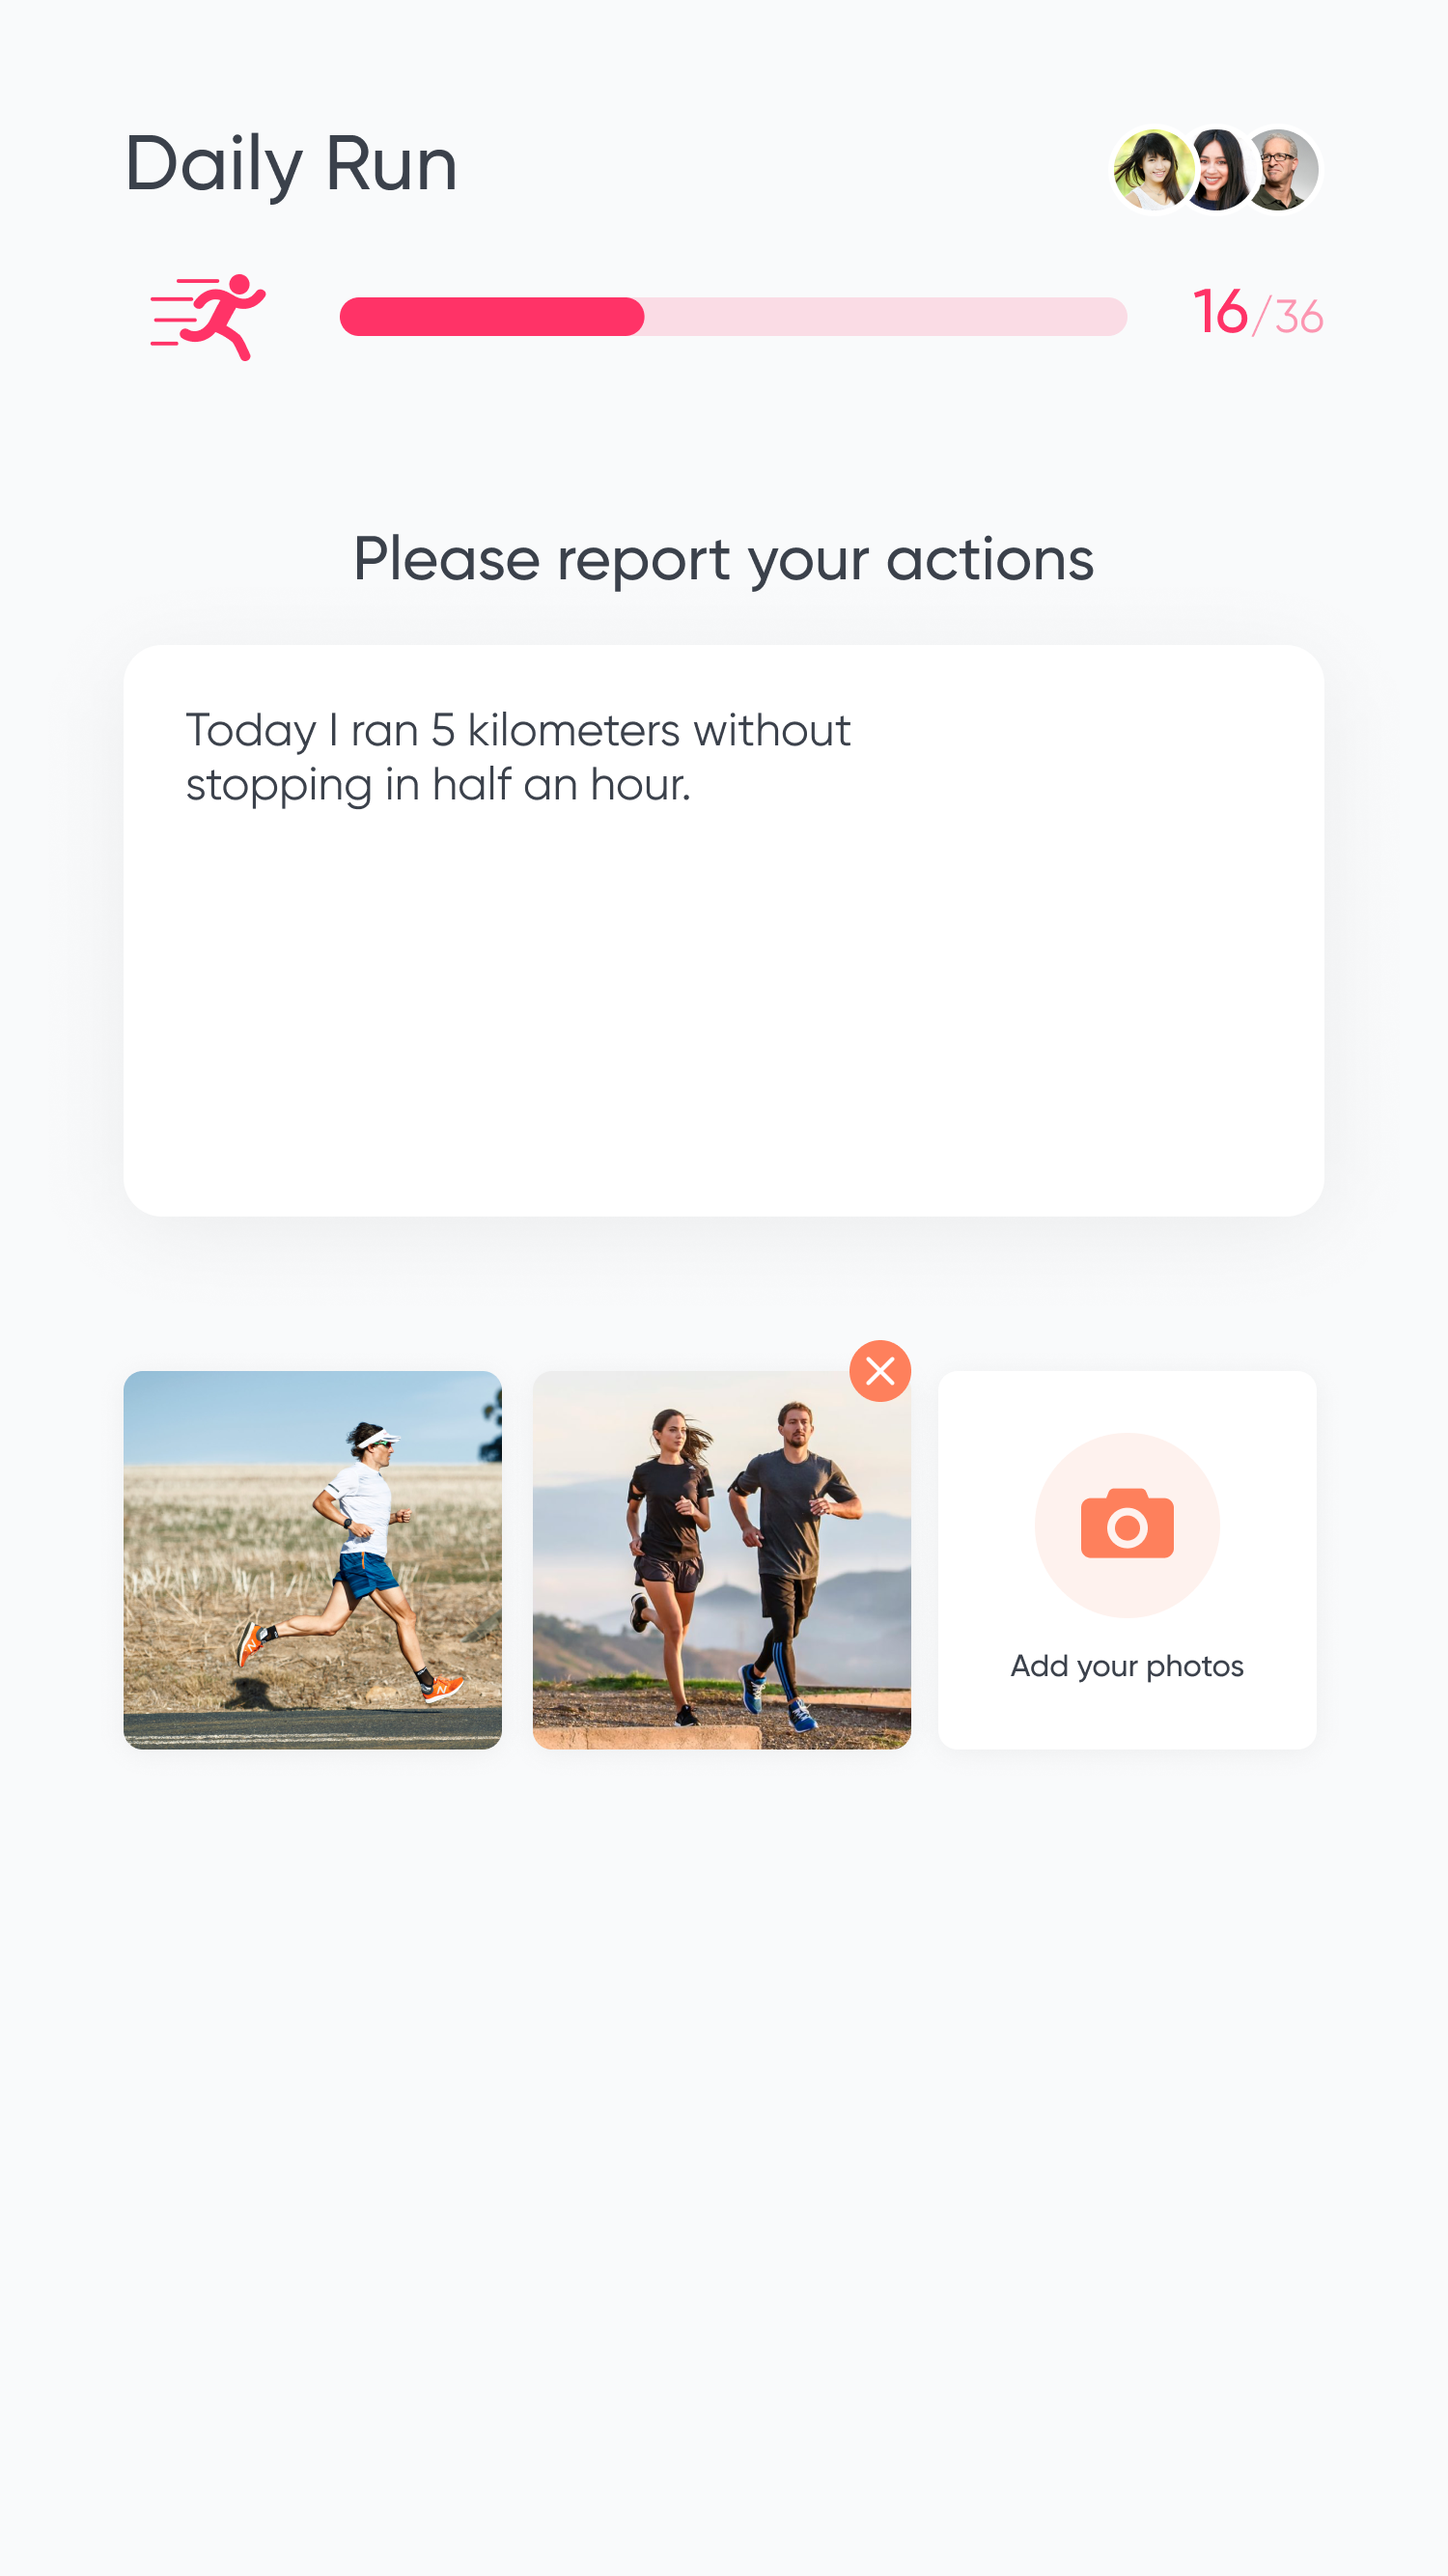 Daily Run
16/36
Please report your actions
Today I ran 5 kilometers without
stopping in half an hour.
Add your photos